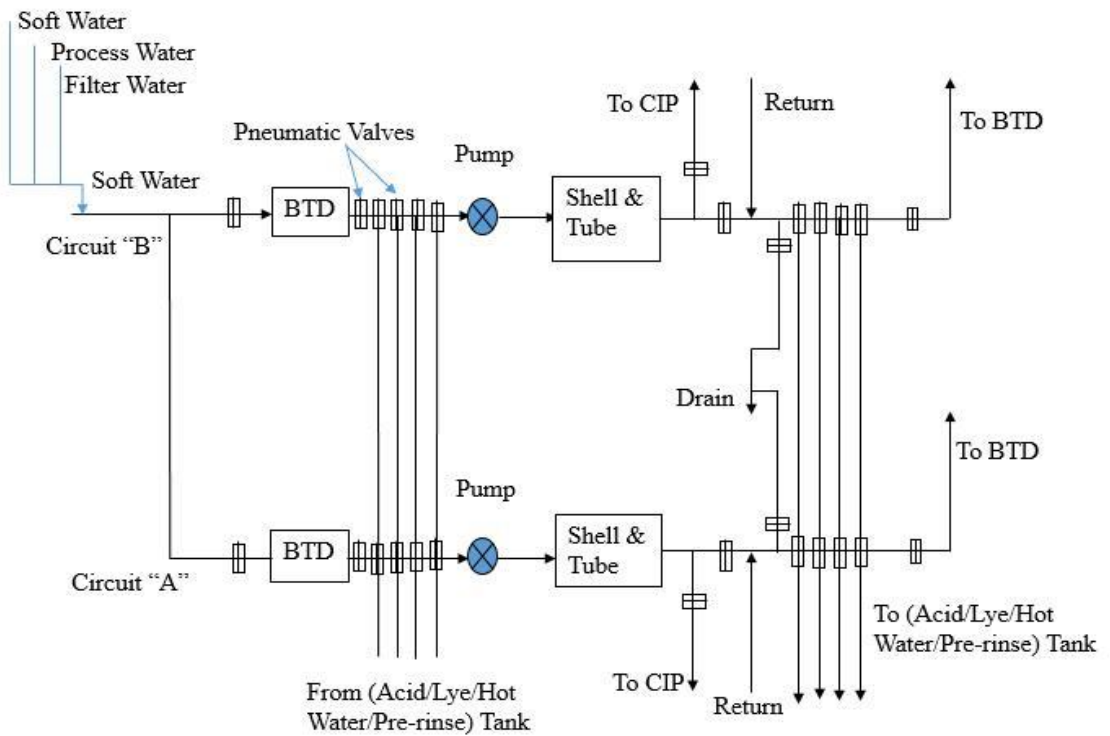 Soft Water
Process Water
Filter Water
To CIP
Return
To BTD
Pneumatic Valves
Pump
Soft Water
BTD
Shell &
Tube
Circuit “B”
Drain
To BTD
Pump
BTD
Shell &
Tube
Circuit “A”
To (Acid/Lye/Hot
Water/Pre-rinse) Tank
From (Acid/Lye/Hot
Water/Pre-rinse) Tank
To CIP
Return